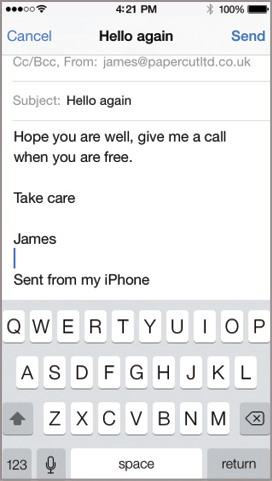 4:21 PM 100%
Cancel Hello again Send
Cc/Bcc, From: james@papercutltd.co.uk
Subject: Hello again
Hope you are well, give me a call
when you are free.
Take care
James
Sent from my iPhone
Q W E R T Y U I O P
A S D F G H J K L
Z X C V B N M
123 space return